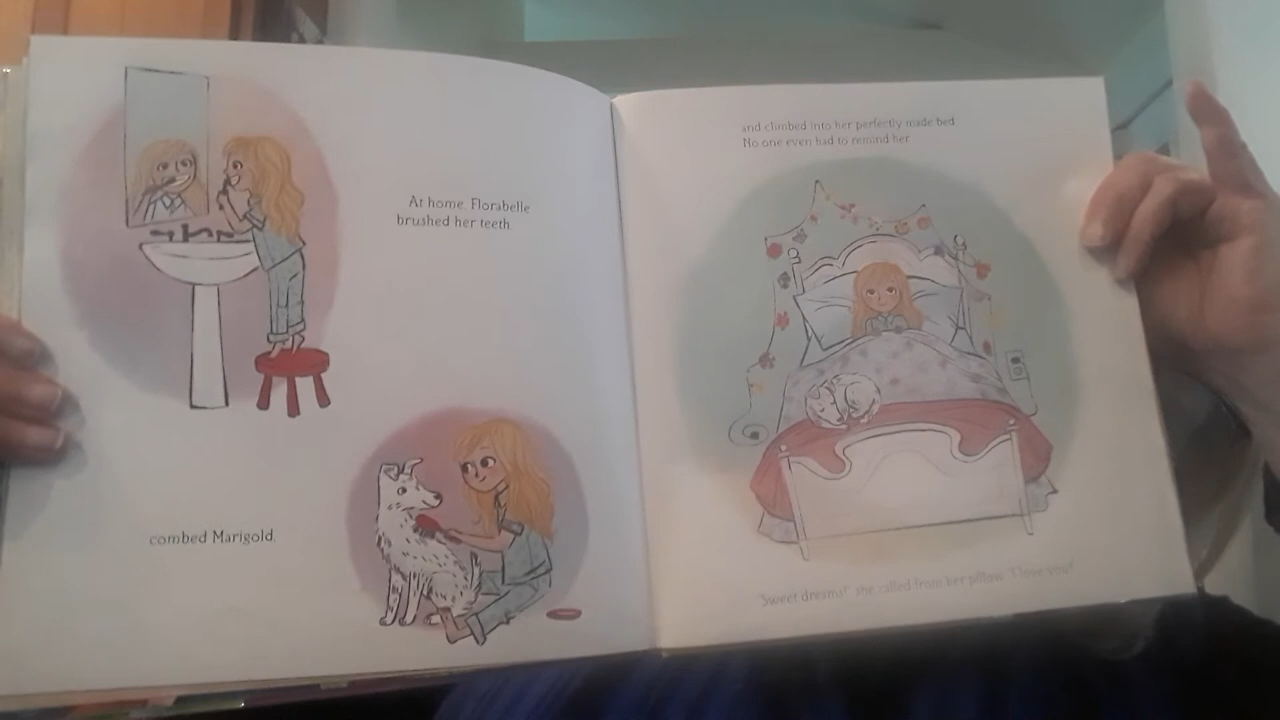 At home, Florabelle
brushed her teeth
combed Marigold,
and climbed into her perfectly made bed
No one even had to remind her
"Sweet dreams!" she called from her pillow. "I love you!"